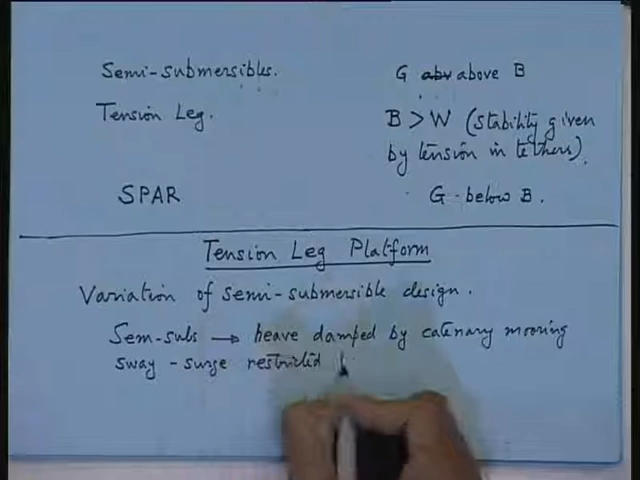 Semi-submersibles. G above B
Tension Leg. B > W (stability given
by tension in tethers).
SPAR G - below B.
Tension Leg Platform
Variation of semi-submersible design.
Sem-subs → heave damped by catenary mooring
sway - surge restricted